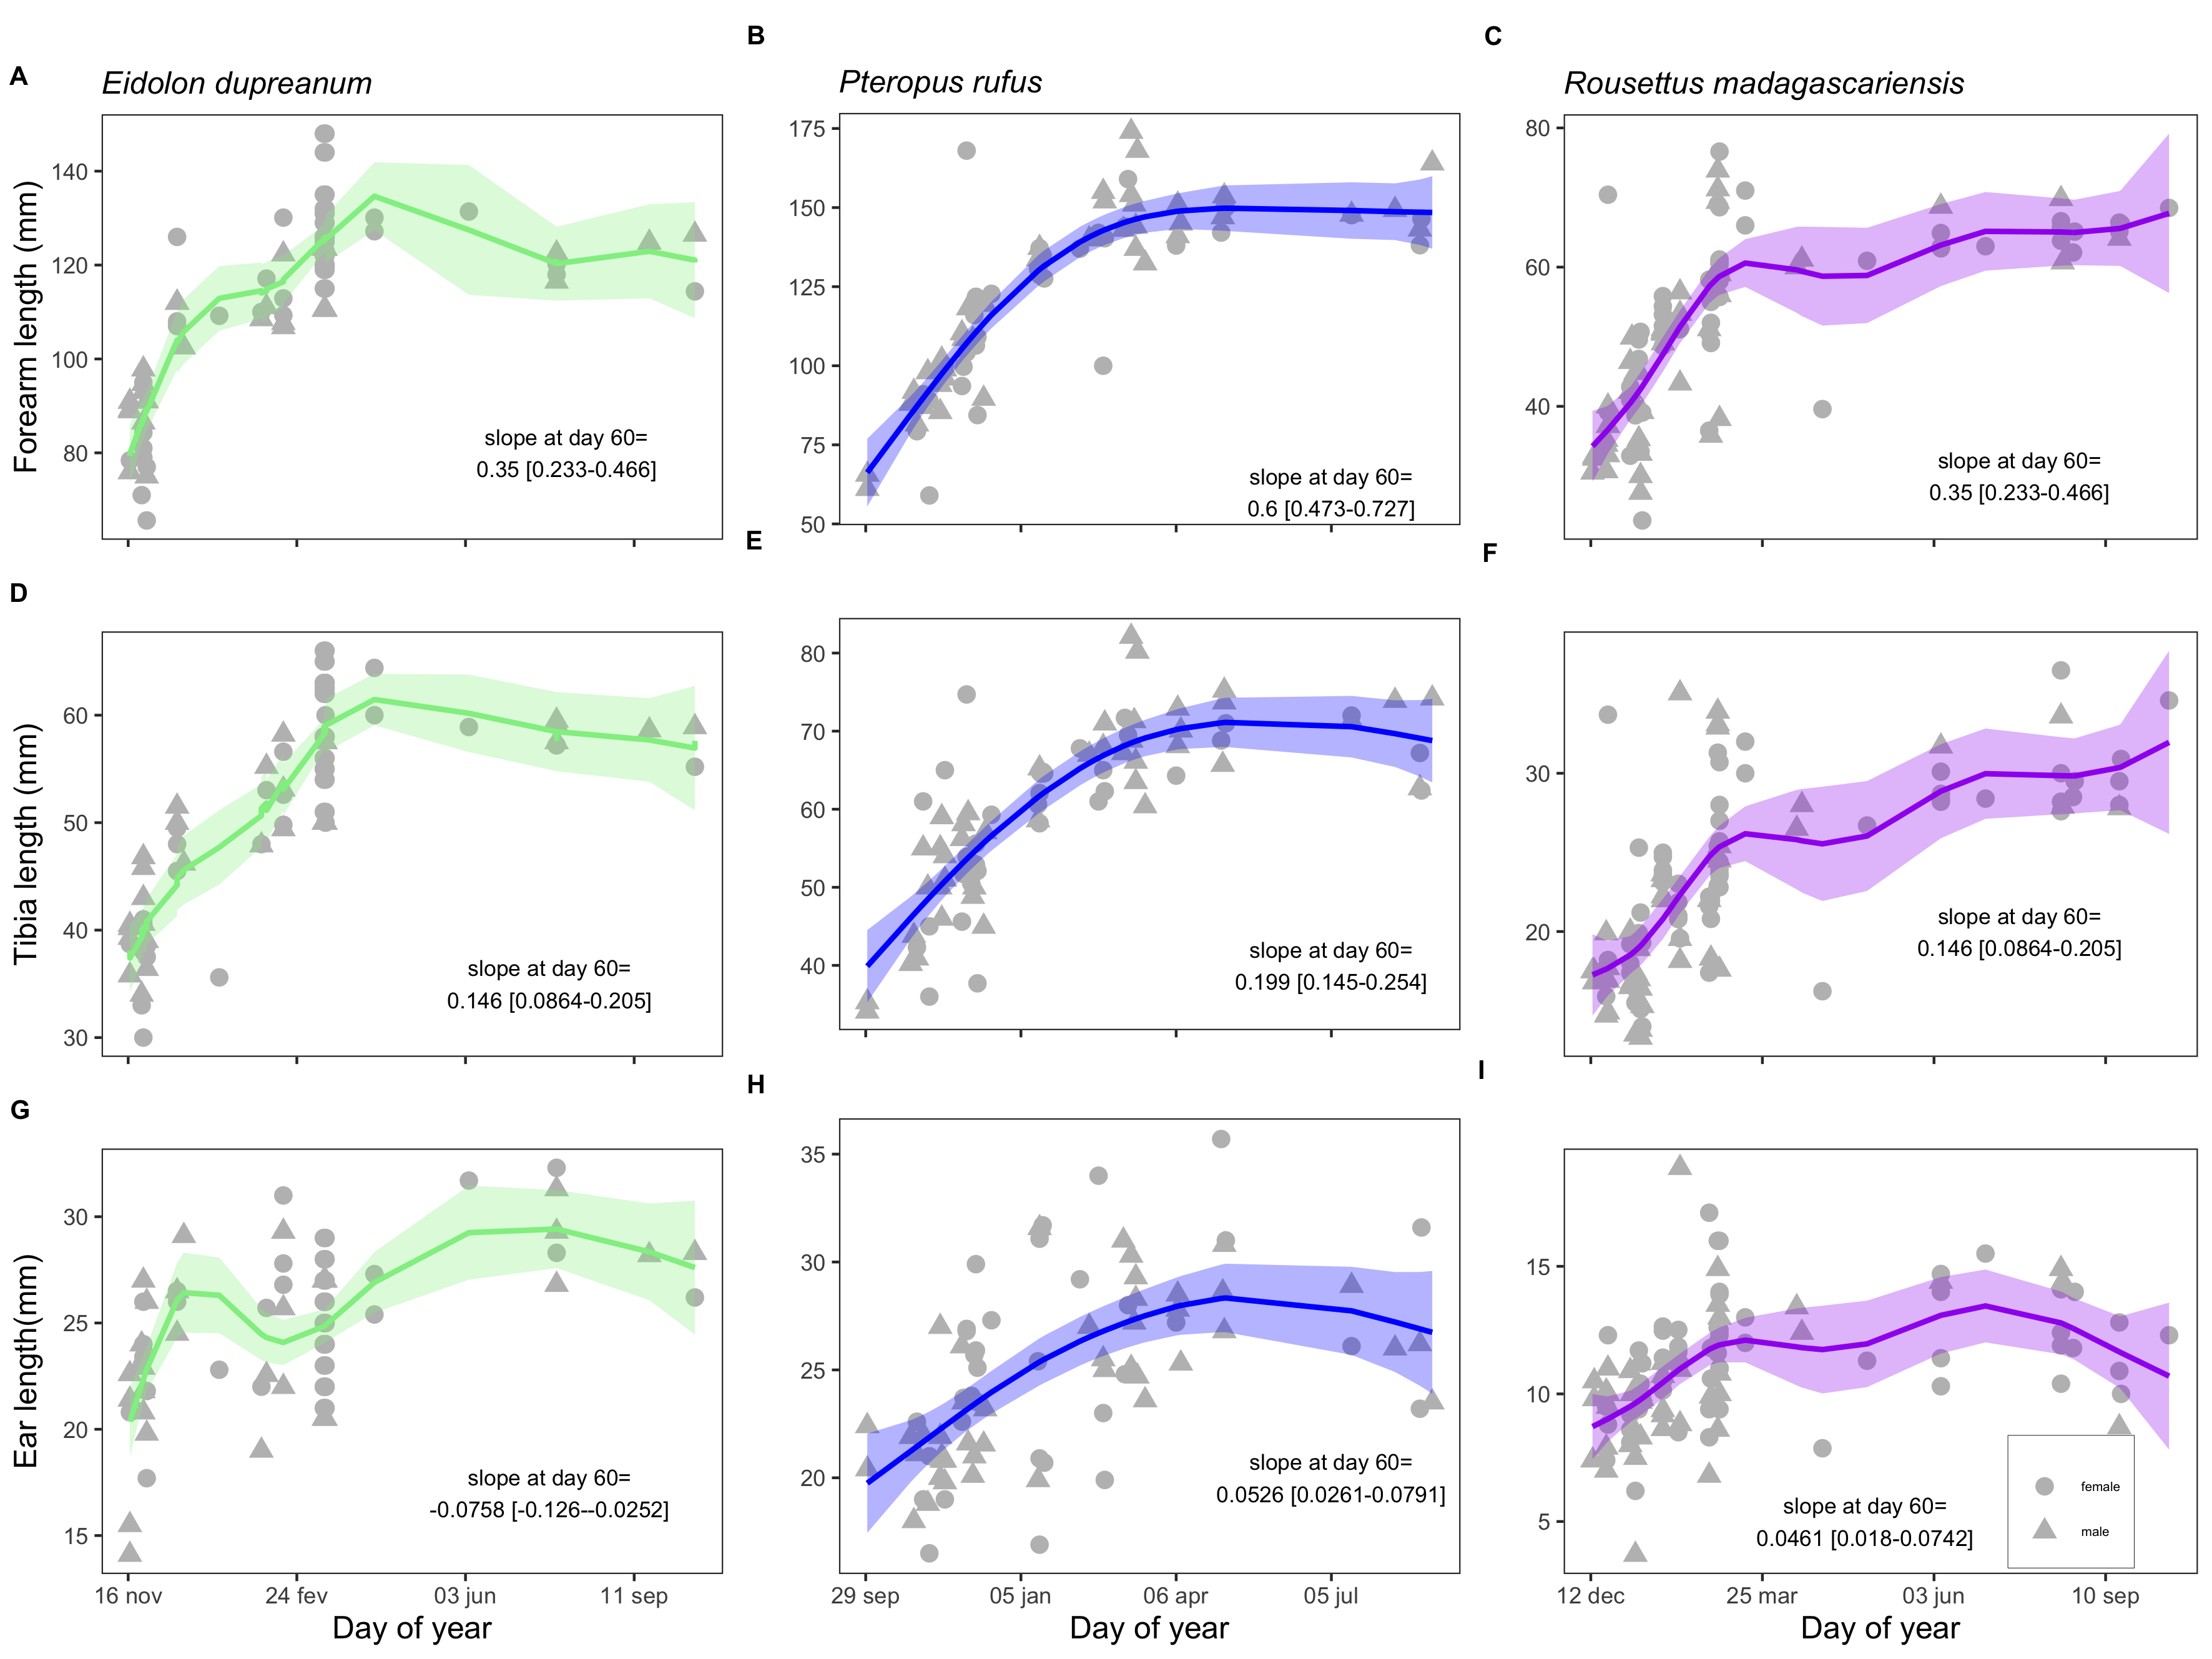 A
Eidolon dupreanum
B
Pteropus rufus
C
Rousettus madagascariensis
Forearm length (mm)
140
120
100
80
slope at day 60=
0.35 [0.233-0.466]
175
150
125
100
75
50
slope at day 60=
0.6 [0.473-0.727]
80
60
40
slope at day 60=
0.35 [0.233-0.466]
D
E
F
Tibia length (mm)
60
50
40
30
slope at day 60=
0.146 [0.0864-0.205]
80
70
60
50
40
slope at day 60=
0.199 [0.145-0.254]
30
20
slope at day 60=
0.146 [0.0864-0.205]
G
H
I
Ear length(mm)
30
25
20
15
slope at day 60=
-0.0758 [-0.126--0.0252]
16 nov
24 fev
03 jun
11 sep
Day of year
35
30
25
20
slope at day 60=
0.0526 [0.0261-0.0791]
29 sep
05 jan
06 apr
05 jul
Day of year
15
10
5
slope at day 60=
0.0461 [0.018-0.0742]
female
male
12 dec
25 mar
03 jun
10 sep
Day of year